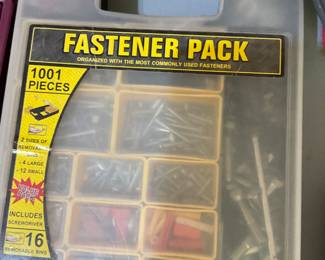 FASTENER PACK
ORGANIZED WITH THE MOST COMMONLY USED FASTENERS
1001
PIECES
2 SIZES OF
REMOVABLE
BINS
- 4 LARGE
- 12 SMALL
INCLUDES
SCREWDRIVER
16
REMOVABLE BINS